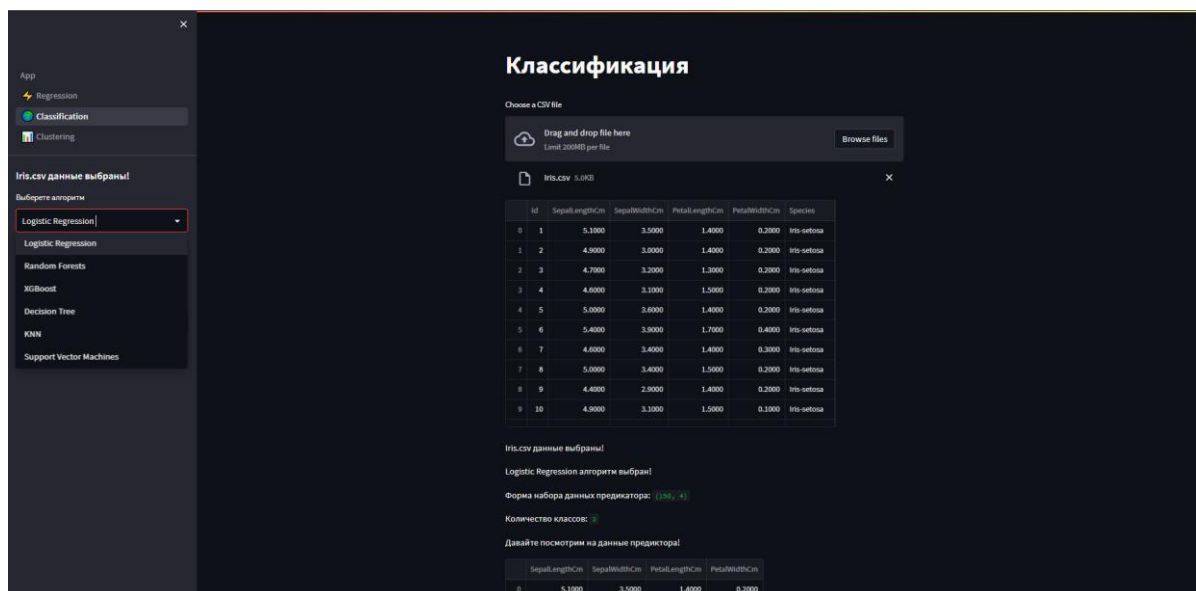 App
Regression
Classification
Clustering
Iris.csv данные выбраны!
Выберете алгоритм
Logistic Regression
Logistic Regression
Random Forests
XGBoost
Decision Tree
KNN
Support Vector Machines
Классификация
Choose a CSV file
Drag and drop file here
Limit 200MB per file
Browse files
Iris.csv 5.0KB
Id SepalLengthCm SepalWidthCm PetalLengthCm PetalWidthCm Species
0 1 5.1000 3.5000 1.4000 0.2000 Iris-setosa
1 2 4.9000 3.0000 1.4000 0.2000 Iris-setosa
2 3 4.7000 3.2000 1.3000 0.2000 Iris-setosa
3 4 4.6000 3.1000 1.5000 0.2000 Iris-setosa
4 5 5.0000 3.6000 1.4000 0.2000 Iris-setosa
5 6 5.4000 3.9000 1.7000 0.4000 Iris-setosa
6 7 4.6000 3.4000 1.4000 0.3000 Iris-setosa
7 8 5.0000 3.4000 1.5000 0.2000 Iris-setosa
8 9 4.4000 2.9000 1.4000 0.2000 Iris-setosa
9 10 4.9000 3.1000 1.5000 0.1000 Iris-setosa
Iris.csv данные выбраны!
Logistic Regression алгоритм выбран!
Форма набора данных предикатора: (150, 4)
Количество классов: 3
Давайте посмотрим на данные предиктора!
SepalLengthCm SepalWidthCm PetalLengthCm PetalWidthCm
0 5.1000 3.5000 1.4000 0.2000